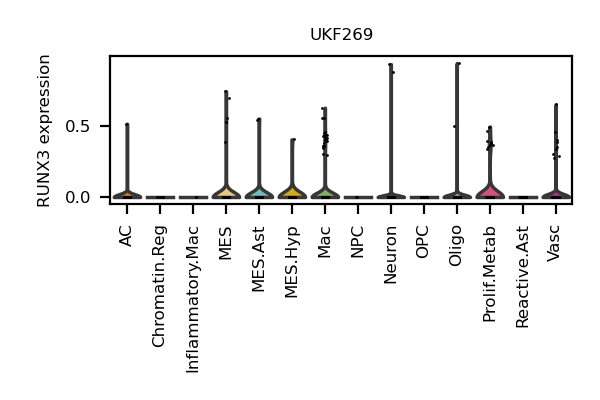 UKF269
RUNX3 expression
0.5
0.0
AC
Chromatin.Reg
Inflammatory.Mac
MES
MES.Ast
MES.Hyp
Mac
NPC
Neuron
OPC
Oligo
Prolif.Metab
Reactive.Ast
Vasc